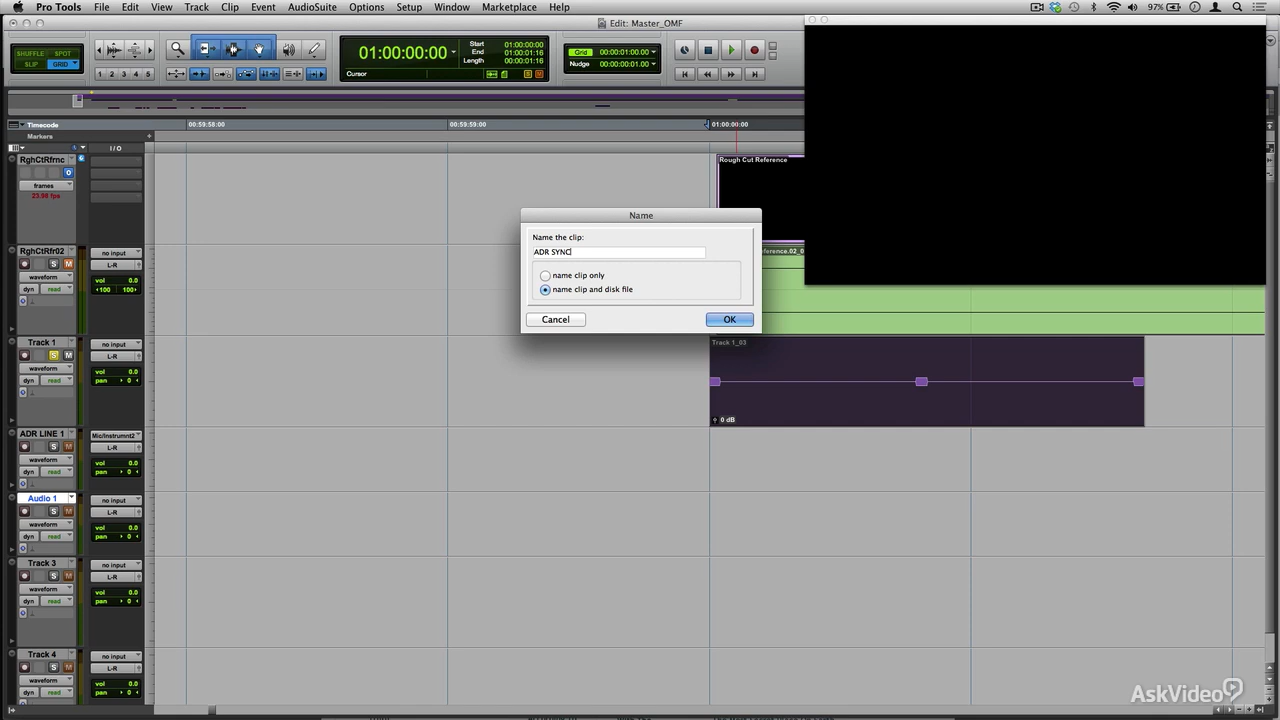 Pro Tools File Edit View Track Clip Event AudioSuite Options Setup Window Marketplace Help 97%
Edit: Master_OMF
SHUFFLE SPOT
SLIP GRID
1 2 3 4 5
01:00:00:00
Start 01:00:00:00
End 01:00:01:16
Length 00:00:01:16
Cursor
Grid 00:00:01:00.00
Nudge 00:00:00:01.00
Timecode
00:59:58:00 00:59:59:00 01:00:00:00
Markers
I/O
RghCtRfrnc
frames
23.98 fps
Rough Cut Reference
Name
Name the clip:
ADR SYNC
name clip only
name clip and disk file
Cancel OK
RghCtRfr02 no input
S M L-R
waveform vol 0.0
dyn read 100 100
Track 1 no input
S M L-R
waveform vol 0.0
dyn read pan 0
Track 1_03
0 dB
ADR LINE 1 Mic/Instrumnt2
S M L-R
waveform vol 0.0
dyn read pan 0
Audio 1 no input
S M L-R
waveform vol 0.0
dyn read pan 0
Track 3 no input
S M L-R
waveform vol 0.0
dyn read pan 0
Track 4 no input
S M L-R
waveform vol 0.0
dyn read pan 0
AskVideo